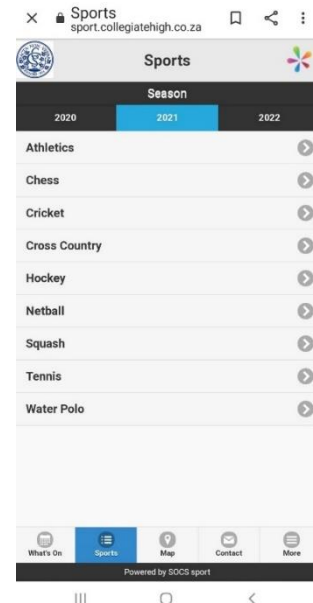 Sports
sport.collegiatehigh.co.za
Sports
Season
2020 2021 2022
Athletics
Chess
Cricket
Cross Country
Hockey
Netball
Squash
Tennis
Water Polo
What's On Sports Map Contact More
Powered by SOCS sport